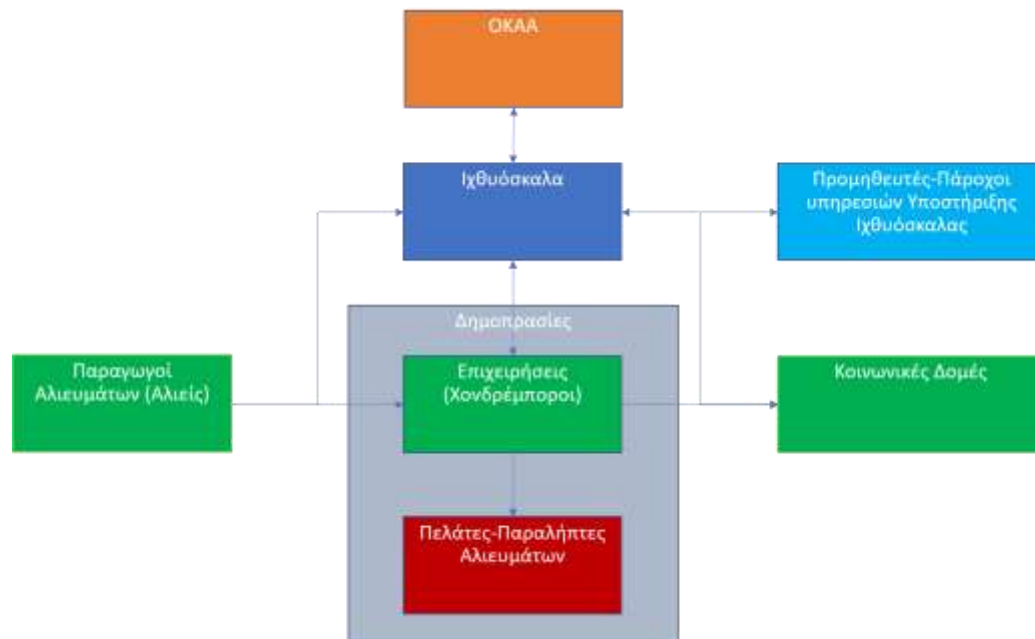 ΟΚΑΑ
Ιχθυόσκαλα
Προμηθευτές-Πάροχοι
υπηρεσιών Υποστήριξης
Ιχθυόσκαλας
Δημοπρασίες
Παραγωγοί
Αλιευμάτων (Αλιείς)
Επιχειρήσεις
(Χονδρέμποροι)
Κοινωνικές Δομές
Πελάτες-Παραλήπτες
Αλιευμάτων